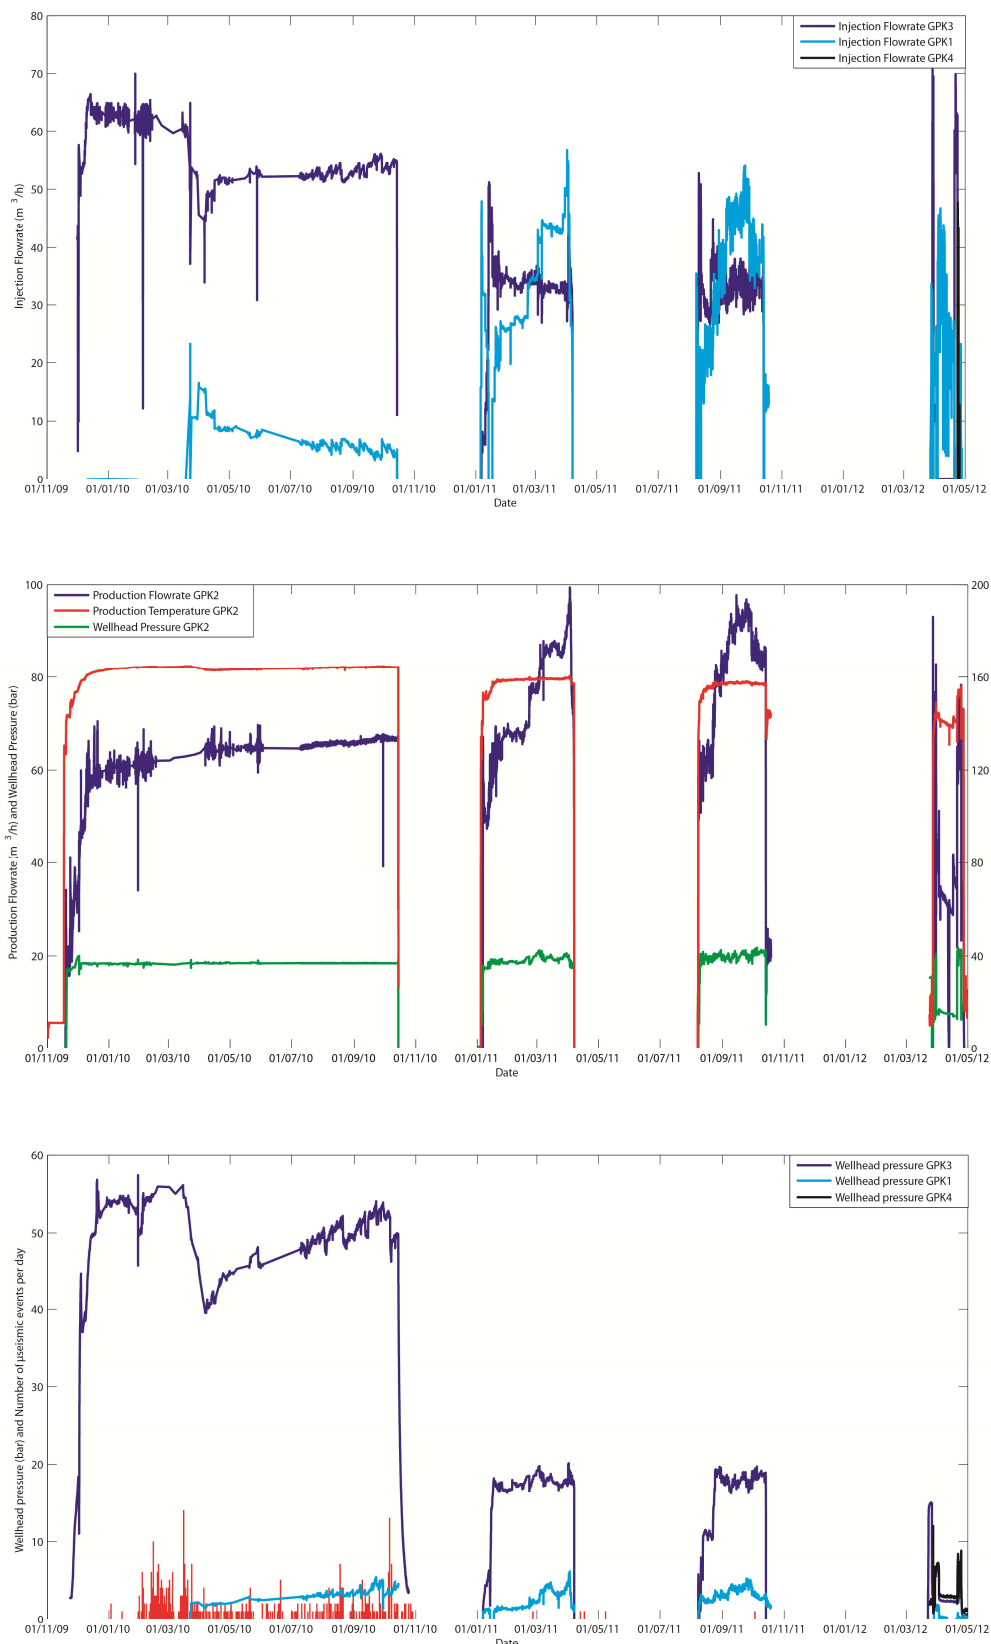 80
70
60
50
40
30
20
10
0
Injection Flowrate (m 3/h)
Injection Flowrate GPK3
Injection Flowrate GPK1
Injection Flowrate GPK4
01/11/09 01/01/10 01/03/10 01/05/10 01/07/10 01/09/10 01/11/10 01/01/11 01/03/11 01/05/11 01/07/11 01/09/11 01/11/11 01/01/12 01/03/12 01/05/12
Date
100
80
60
40
20
0
Production Flowrate (m 3/h) and Wellhead Pressure (bar)
Production Flowrate GPK2
Production Temperature GPK2
Wellhead Pressure GPK2
200
160
120
80
40
0
01/11/09 01/01/10 01/03/10 01/05/10 01/07/10 01/09/10 01/11/10 01/01/11 01/03/11 01/05/11 01/07/11 01/09/11 01/11/11 01/01/12 01/03/12 01/05/12
Date
60
50
40
30
20
10
0
Wellhead pressure (bar) and Number of µseismic events per day
Wellhead pressure GPK3
Wellhead pressure GPK1
Wellhead pressure GPK4
01/11/09 01/01/10 01/03/10 01/05/10 01/07/10 01/09/10 01/11/10 01/01/11 01/03/11 01/05/11 01/07/11 01/09/11 01/11/11 01/01/12 01/03/12 01/05/12
Date